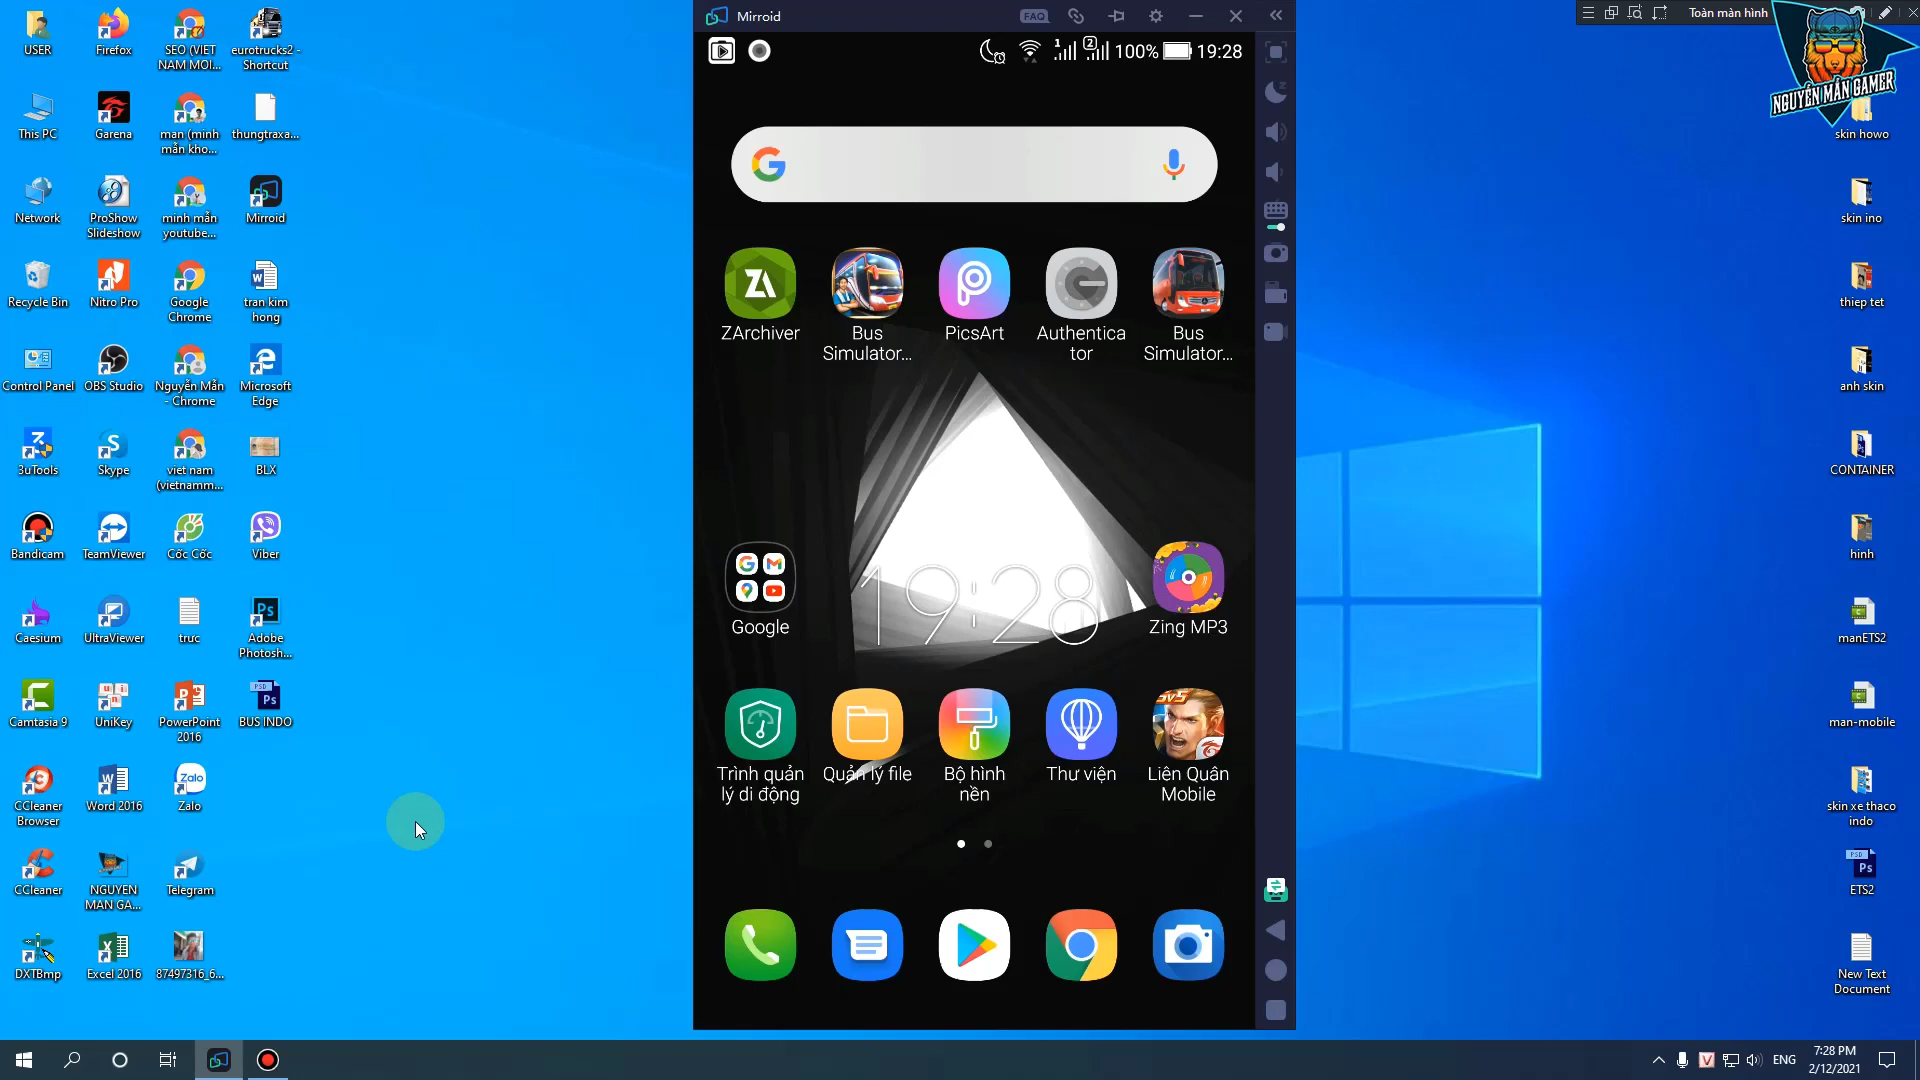 USER
Firefox
SEO (VIET
NAM MOI...
eurotrucks2 -
Shortcut
This PC
Garena
man (minh
mẫn kho...
thungtraxa...
Network
ProShow
Slideshow
minh mẫn
youtube...
Mirroid
Recycle Bin
Nitro Pro
Google
Chrome
tran kim
hong
Control Panel
OBS Studio
Nguyễn Mẫn
- Chrome
Microsoft
Edge
3uTools
Skype
viet nam
(vietnamm...
BLX
Bandicam
TeamViewer
Cốc Cốc
Viber
Caesium
UltraViewer
trưc
Adobe
Photosh...
Camtasia 9
UniKey
PowerPoint
2016
BUS INDO
CCleaner
Browser
Word 2016
Zalo
CCleaner
NGUYEN
MAN GA...
Telegram
DXTBmp
Excel 2016
87497316_6...
Mirroid
FAQ
100%
19:28
ZArchiver
Bus
Simulator...
PicsArt
Authentica
tor
Bus
Simulator...
19:28
Google
Zing MP3
Trình quản
lý di động
Quản lý file
Bộ hình
nền
Thư viện
5v5
Liên Quân
Mobile
Toàn màn hình
NGUYỄN MẪN GAMER
skin howo
skin ino
thiep tet
anh skin
CONTAINER
hinh
manETS2
man-mobile
skin xe thaco
indo
ETS2
New Text
Document
ENG
7:28 PM
2/12/2021